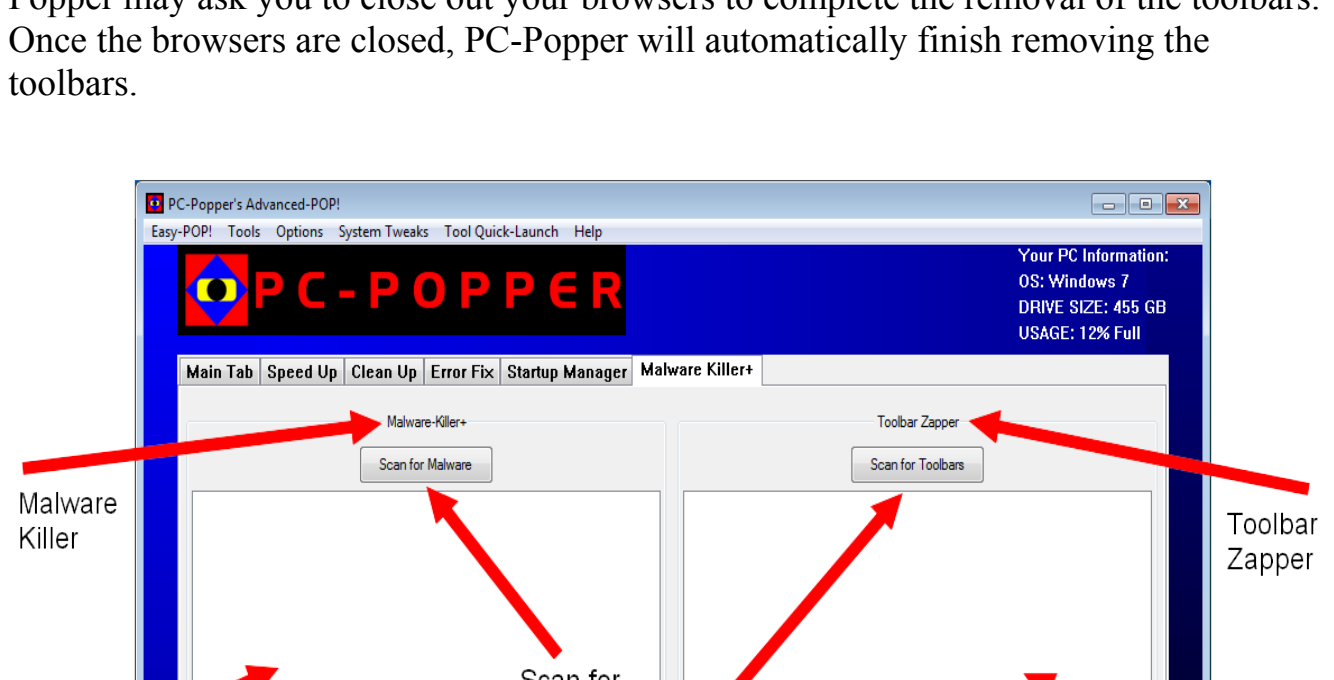 Popper may ask you to close out your browsers to complete the removal of the toolbars.
Once the browsers are closed, PC-Popper will automatically finish removing the
toolbars.
PC-Popper's Advanced-POP!
Easy-POP! Tools Options System Tweaks Tool Quick-Launch Help
PC-POPPER
Your PC Information:
OS: Windows 7
DRIVE SIZE: 455 GB
USAGE: 12% Full
Main Tab Speed Up Clean Up Error Fix Startup Manager Malware Killer+
Malware-Killer+
Toolbar Zapper
Scan for Malware
Scan for Toolbars
Malware
Killer
Toolbar
Zapper
Scan for